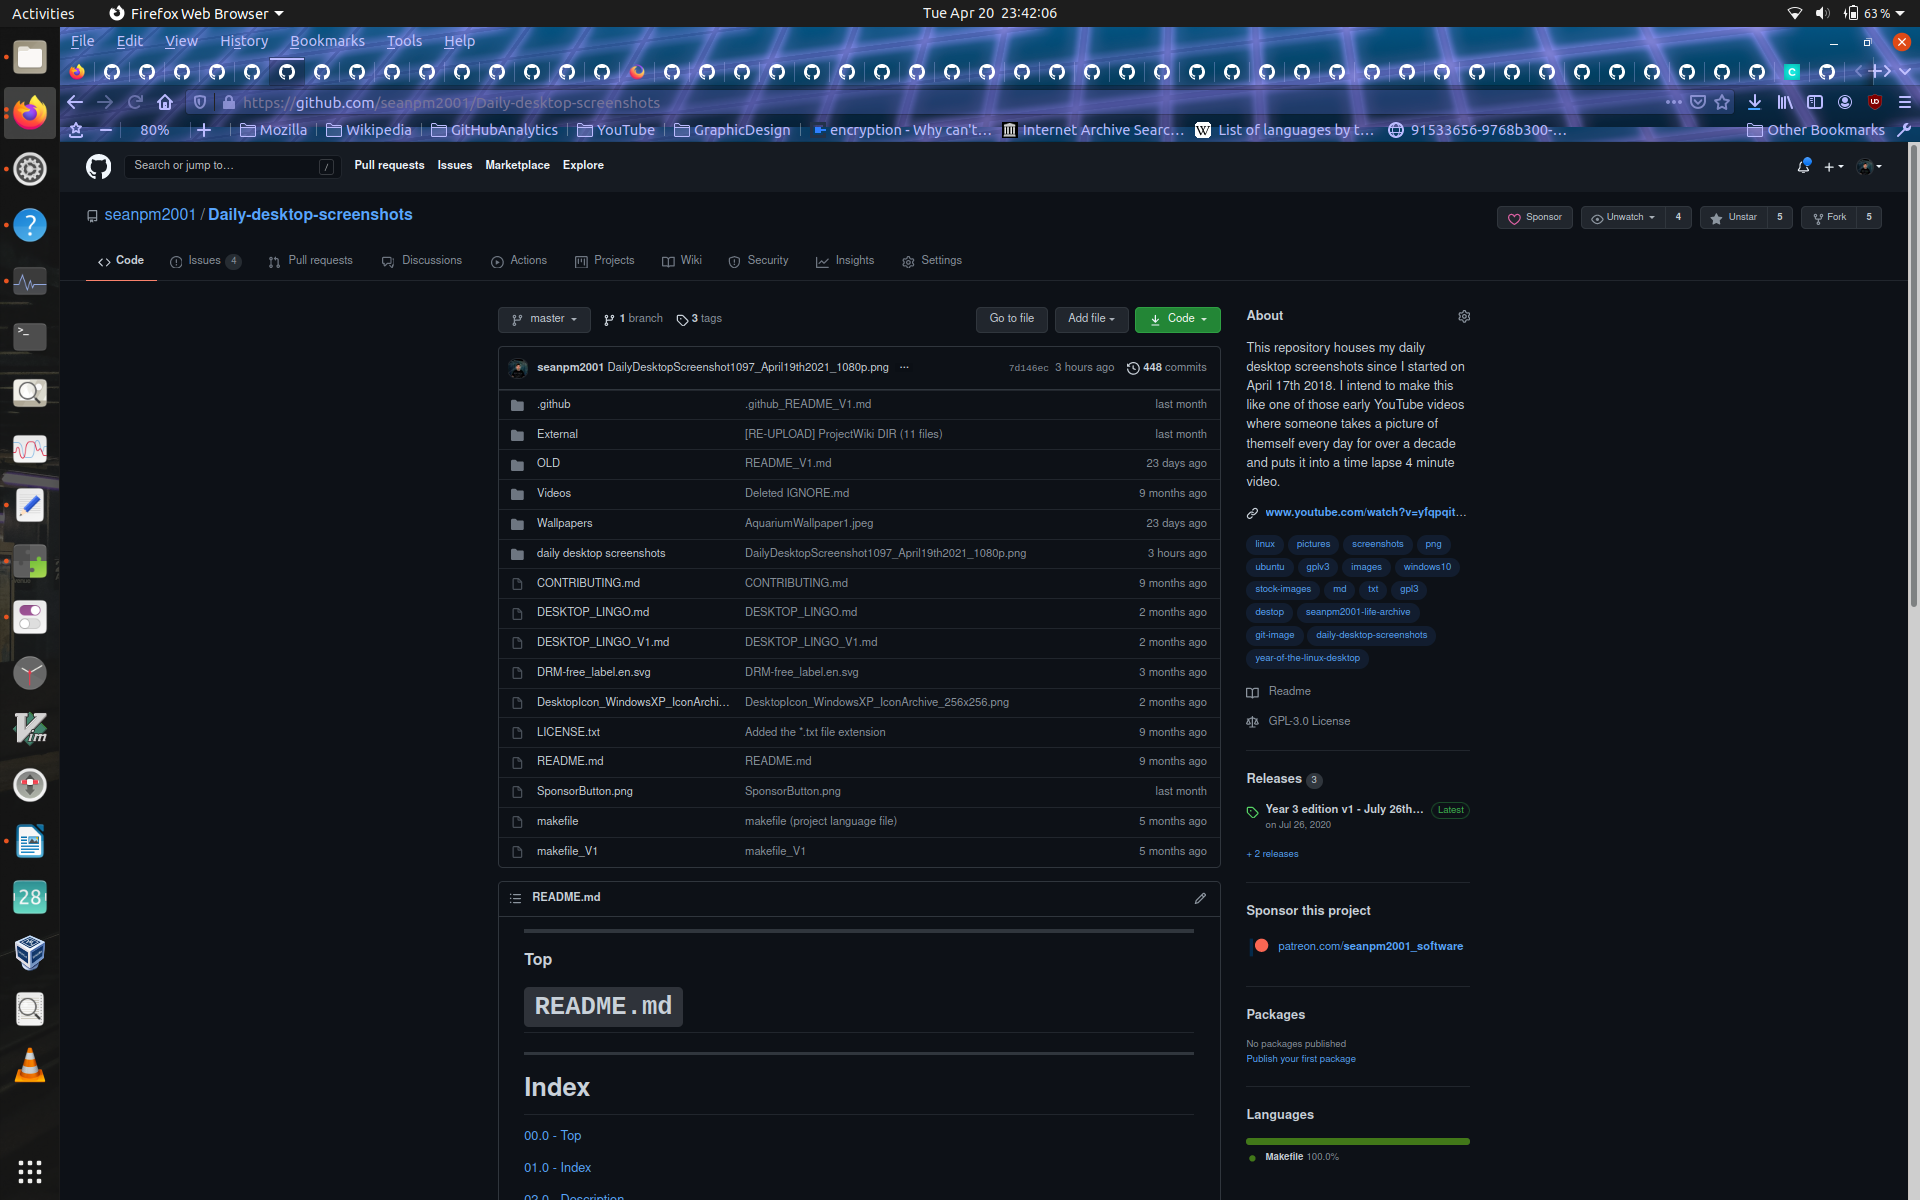 Activities
Firefox Web Browser
Tue Apr 20 23:42:06
63 %
File Edit View History Bookmarks Tools Help
https://github.com/seanpm2001/Daily-desktop-screenshots
80%
Mozilla
Wikipedia
GitHubAnalytics
YouTube
GraphicDesign
encryption - Why can't…
Internet Archive Searc…
List of languages by t…
91533656-9768b300-…
Other Bookmarks
Search or jump to…
/
Pull requests Issues Marketplace Explore
seanpm2001 / Daily-desktop-screenshots
Sponsor
Unwatch 4
Unstar 5
Fork 5
Code
Issues 4
Pull requests
Discussions
Actions
Projects
Wiki
Security
Insights
Settings
master
1 branch
3 tags
Go to file
Add file
Code
seanpm2001 DailyDesktopScreenshot1097_April19th2021_1080p.png ...
7d146ec 3 hours ago
448 commits
.github .github_README_V1.md last month
External [RE-UPLOAD] ProjectWiki DIR (11 files) last month
OLD README_V1.md 23 days ago
Videos Deleted IGNORE.md 9 months ago
Wallpapers AquariumWallpaper1.jpeg 23 days ago
daily desktop screenshots DailyDesktopScreenshot1097_April19th2021_1080p.png 3 hours ago
CONTRIBUTING.md CONTRIBUTING.md 9 months ago
DESKTOP_LINGO.md DESKTOP_LINGO.md 2 months ago
DESKTOP_LINGO_V1.md DESKTOP_LINGO_V1.md 2 months ago
DRM-free_label.en.svg DRM-free_label.en.svg 3 months ago
DesktopIcon_WindowsXP_IconArchi… DesktopIcon_WindowsXP_IconArchive_256x256.png 2 months ago
LICENSE.txt Added the *.txt file extension 9 months ago
README.md README.md 9 months ago
SponsorButton.png SponsorButton.png last month
makefile makefile (project language file) 5 months ago
makefile_V1 makefile_V1 5 months ago
README.md
Top
README.md
Index
00.0 - Top
01.0 - Index
02.0 - Description
About
This repository houses my daily
desktop screenshots since I started on
April 17th 2018. I intend to make this
like one of those early YouTube videos
where someone takes a picture of
themself every day for over a decade
and puts it into a time lapse 4 minute
video.
www.youtube.com/watch?v=yfqpqit…
linux pictures screenshots png
ubuntu gplv3 images windows10
stock-images md txt gpl3
destop seanpm2001-life-archive
git-image daily-desktop-screenshots
year-of-the-linux-desktop
Readme
GPL-3.0 License
Releases 3
Year 3 edition v1 - July 26th… Latest
on Jul 26, 2020
+ 2 releases
Sponsor this project
patreon.com/seanpm2001_software
Packages
No packages published
Publish your first package
Languages
Makefile 100.0%
28
Vim